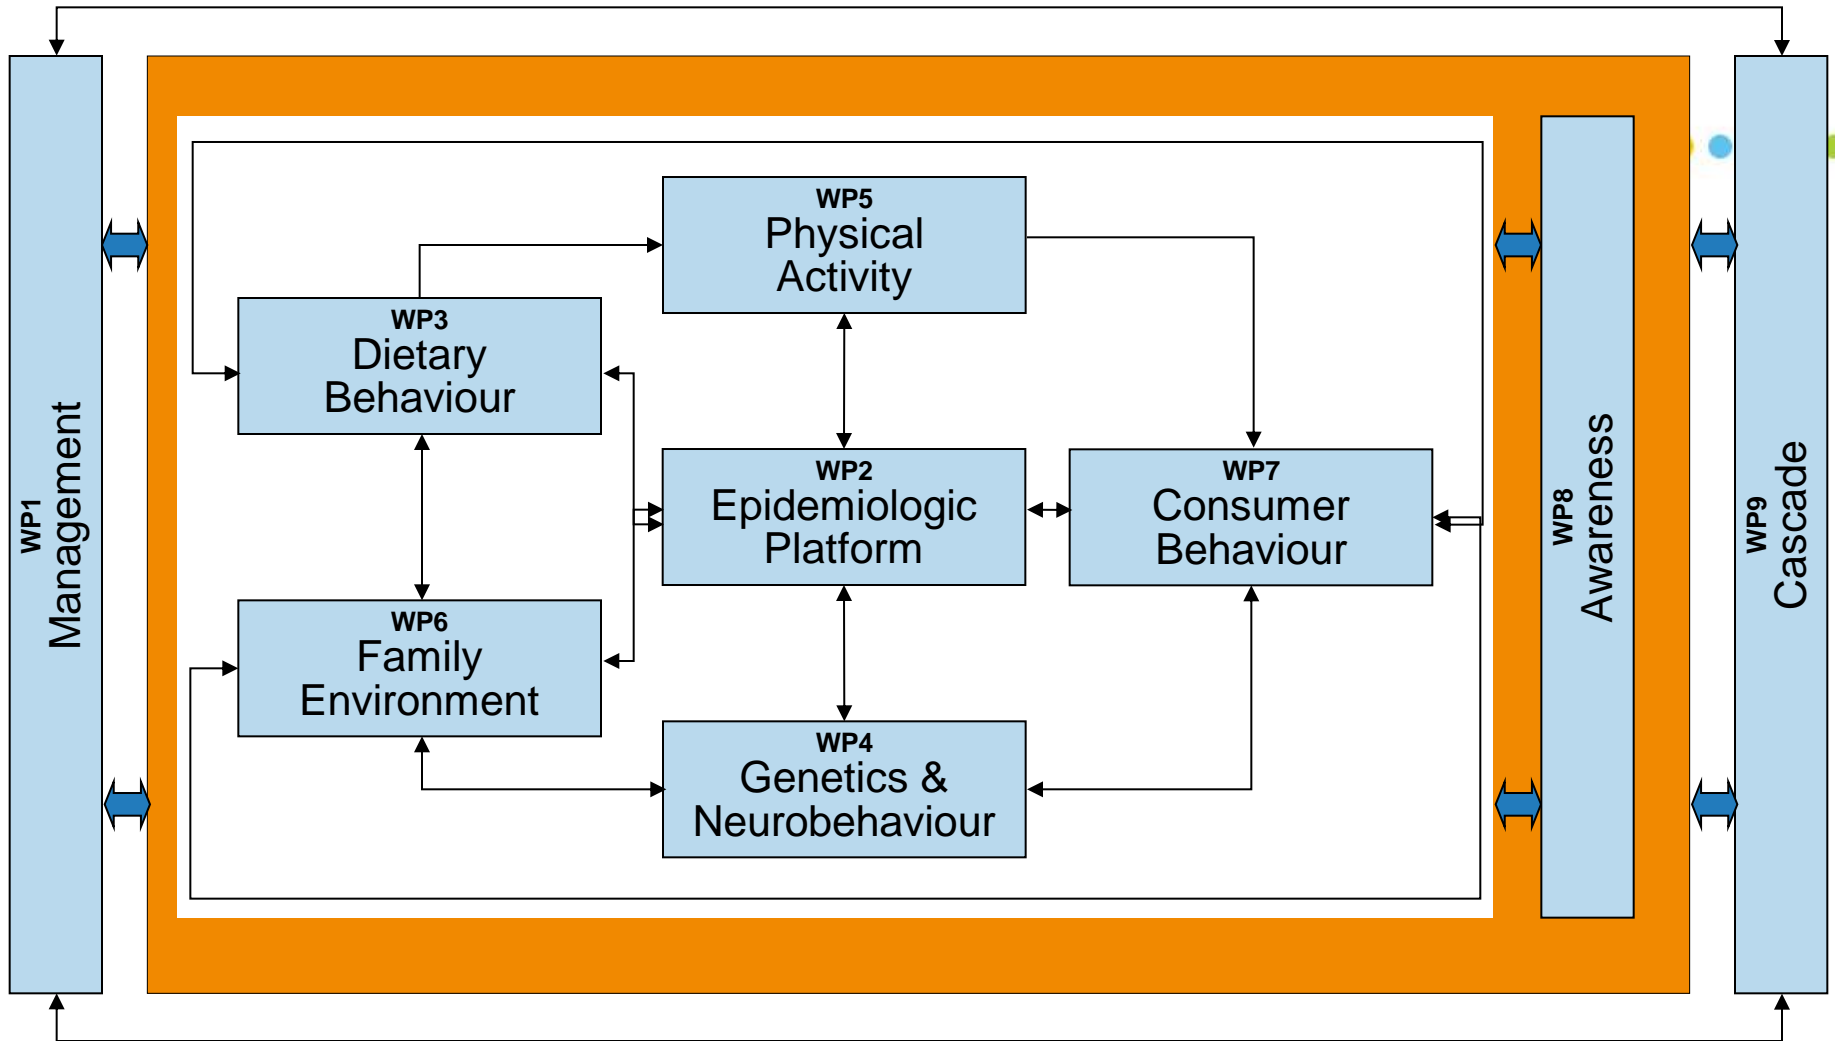 WP1
Management
WP5
Physical
Activity
WP3
Dietary
Behaviour
WP2
Epidemiologic
Platform
WP7
Consumer
Behaviour
WP6
Family
Environment
WP4
Genetics &
Neurobehaviour
WP8
Awareness
WP9
Cascade